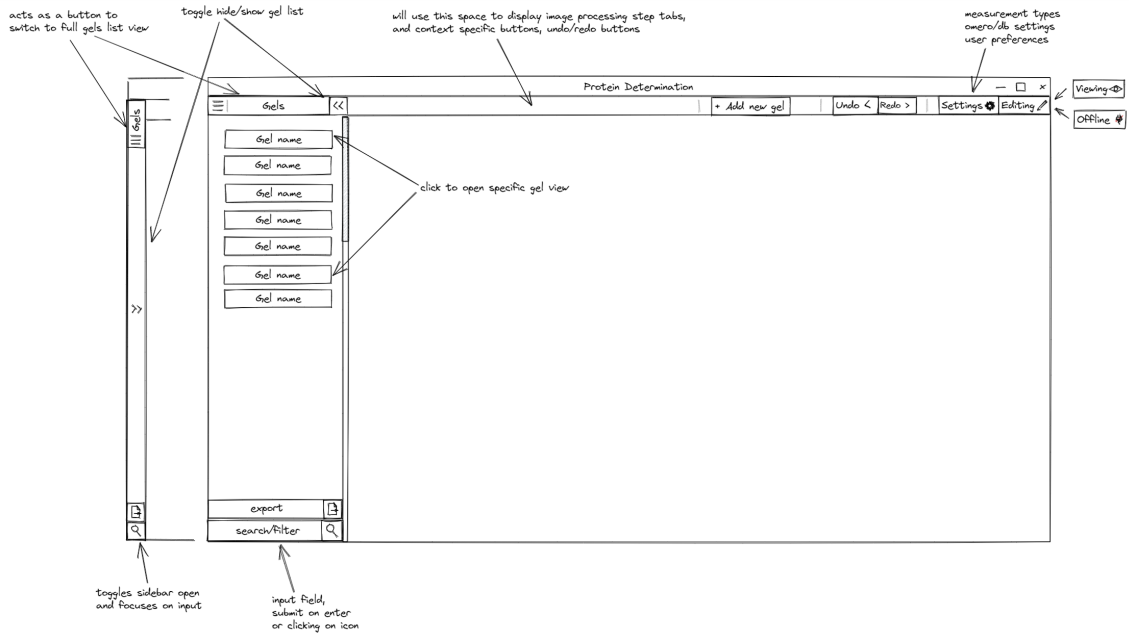 acts as a button to
switch to full gels list view
toggle hide/show gel list
will use this space to display image processing step tabs,
and context specific buttons, undo/redo buttons
measurement types
omero/db settings
user preferences
Protein Determination
Gels
Gels
<<
+ Add new gel
Undo <
Redo >
Settings
Editing
Viewing
Offline
Gel name
Gel name
Gel name
Gel name
Gel name
Gel name
Gel name
click to open specific gel view
>>
export
search/filter
toggles sidebar open
and focuses on input
input field,
submit on enter
or clicking on icon